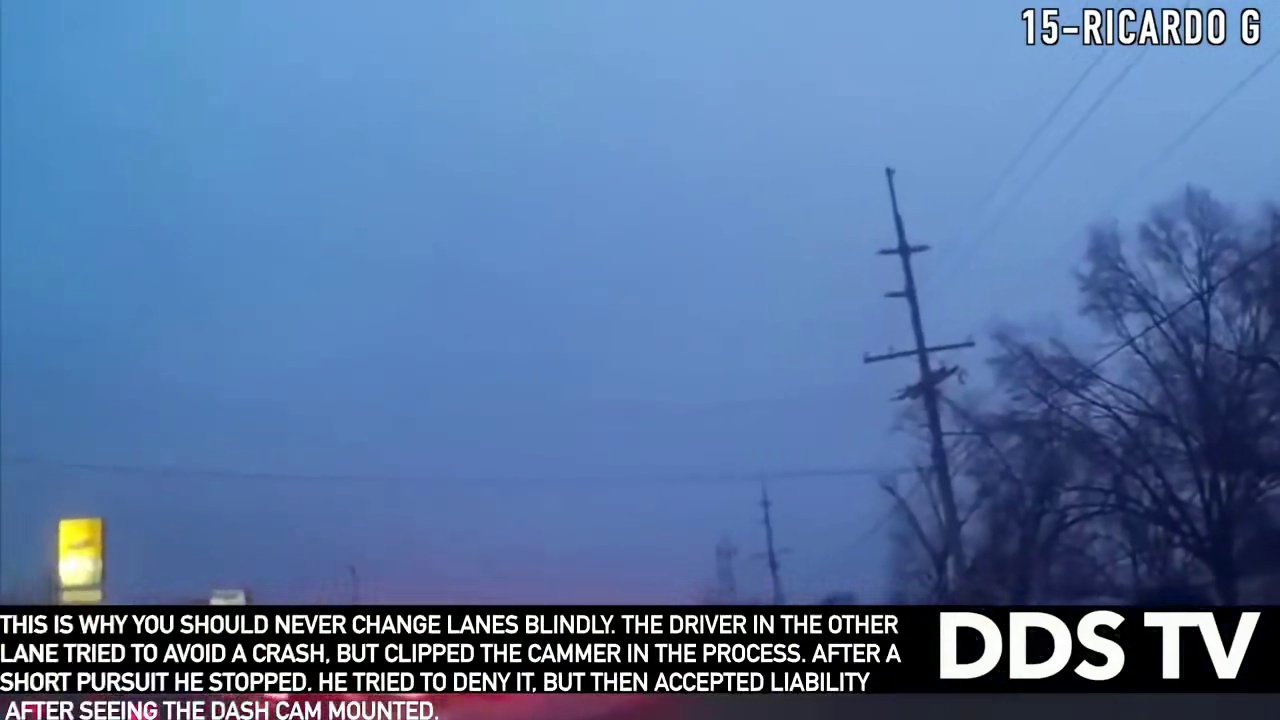 15-RICARDO G
THIS IS WHY YOU SHOULD NEVER CHANGE LANES BLINDLY. THE DRIVER IN THE OTHER
LANE TRIED TO AVOID A CRASH, BUT CLIPPED THE CAMMER IN THE PROCESS. AFTER A
SHORT PURSUIT HE STOPPED. HE TRIED TO DENY IT, BUT THEN ACCEPTED LIABILITY
AFTER SEEING THE DASH CAM MOUNTED.
DDS TV